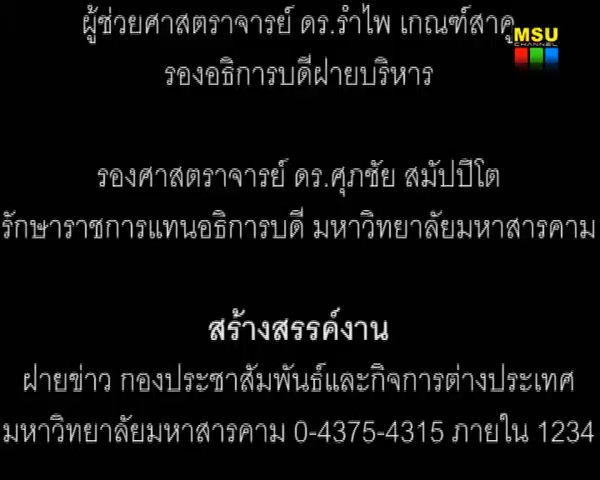 ผู้ช่วยศาสตราจารย์ ดร.รำไพ เกณฑ์สาคู
MSU
CHANNEL
รองอธิการบดีฝ่ายบริหาร
รองศาสตราจารย์ ดร.ศุภชัย สมัปปิโต
รักษาราชการแทนอธิการบดี มหาวิทยาลัยมหาสารคาม
สร้างสรรค์งาน
ฝ่ายข่าว กองประชาสัมพันธ์และกิจการต่างประเทศ
มหาวิทยาลัยมหาสารคาม 0-4375-4315 ภายใน 1234